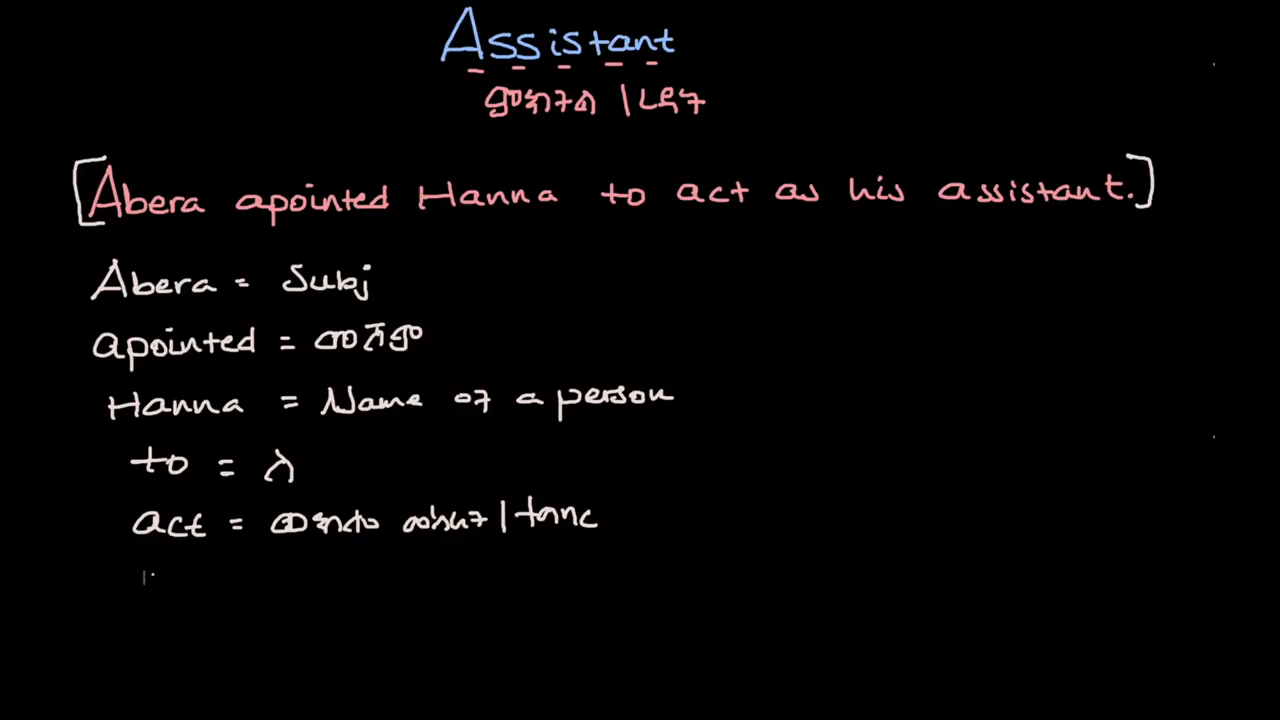 Assistant
ምክትል | ረዳት
[Abera apointed Hanna to act as his assistant.]
Abera = Subj
apointed = ሾመ
Hanna = Name of a person
to = ለ
act =